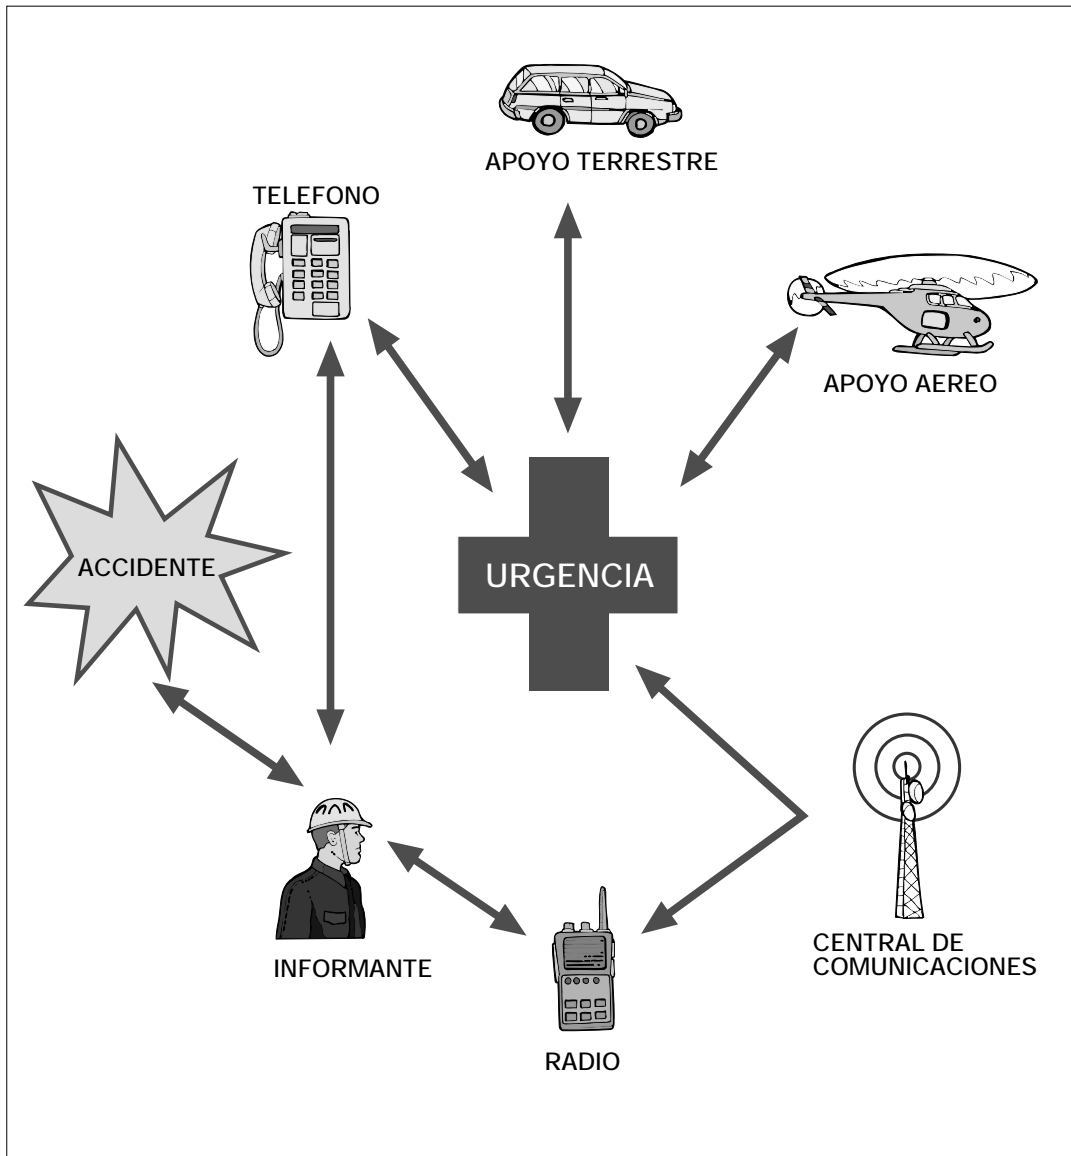 APOYO TERRESTRE
TELEFONO
APOYO AEREO
ACCIDENTE
URGENCIA
INFORMANTE
CENTRAL DE
COMUNICACIONES
RADIO